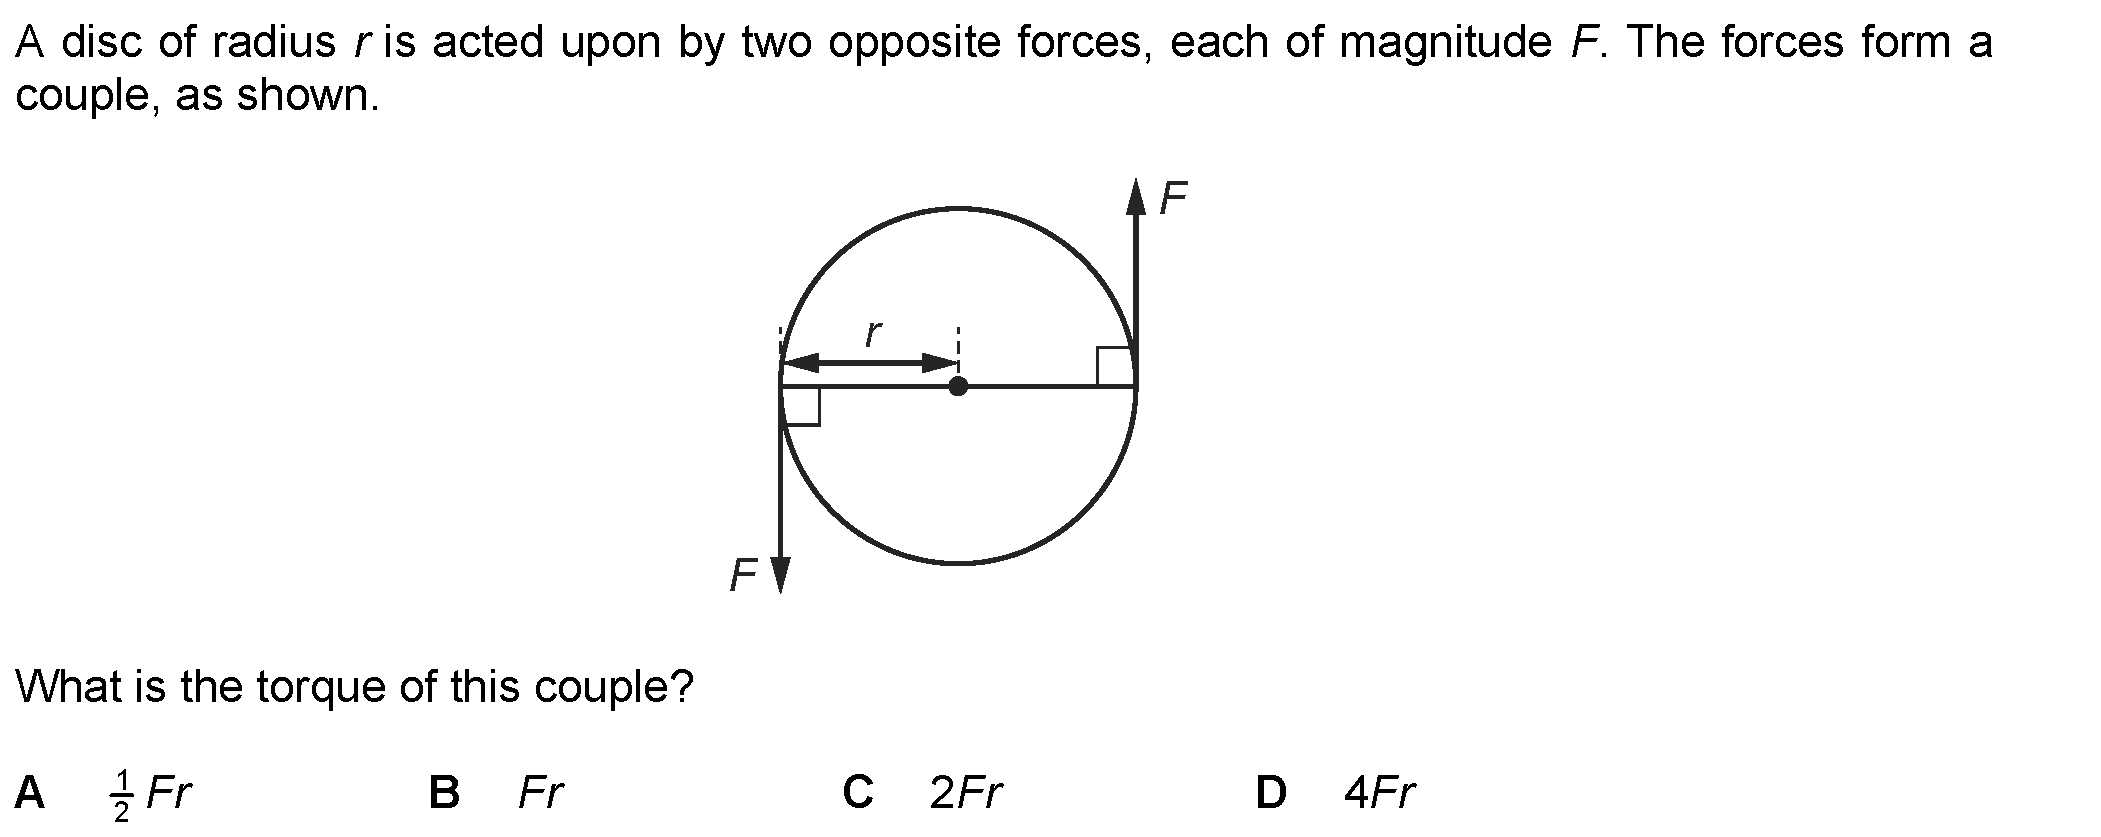 A disc of radius r is acted upon by two opposite forces, each of magnitude F. The forces form a
couple, as shown.
F
r
F
What is the torque of this couple?
A ½ Fr B Fr C 2Fr D 4Fr